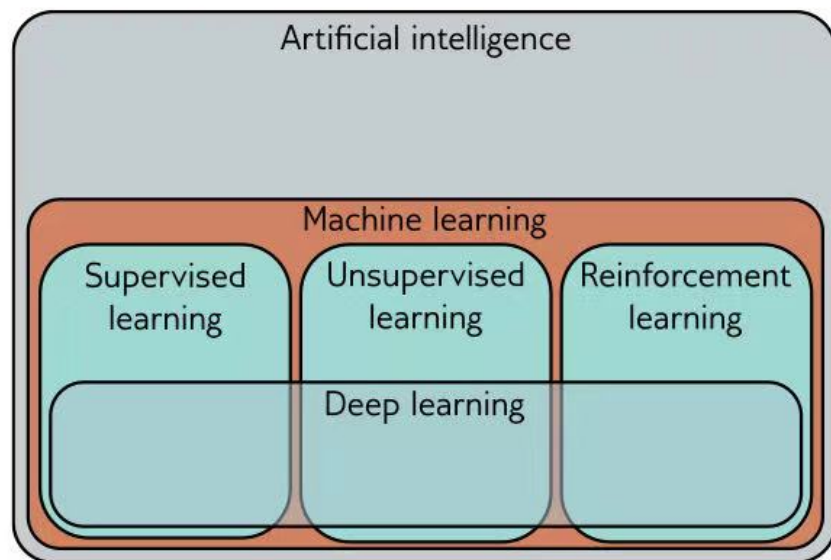 Artificial intelligence
Machine learning
Supervised
learning
Unsupervised
learning
Reinforcement
learning
Deep learning